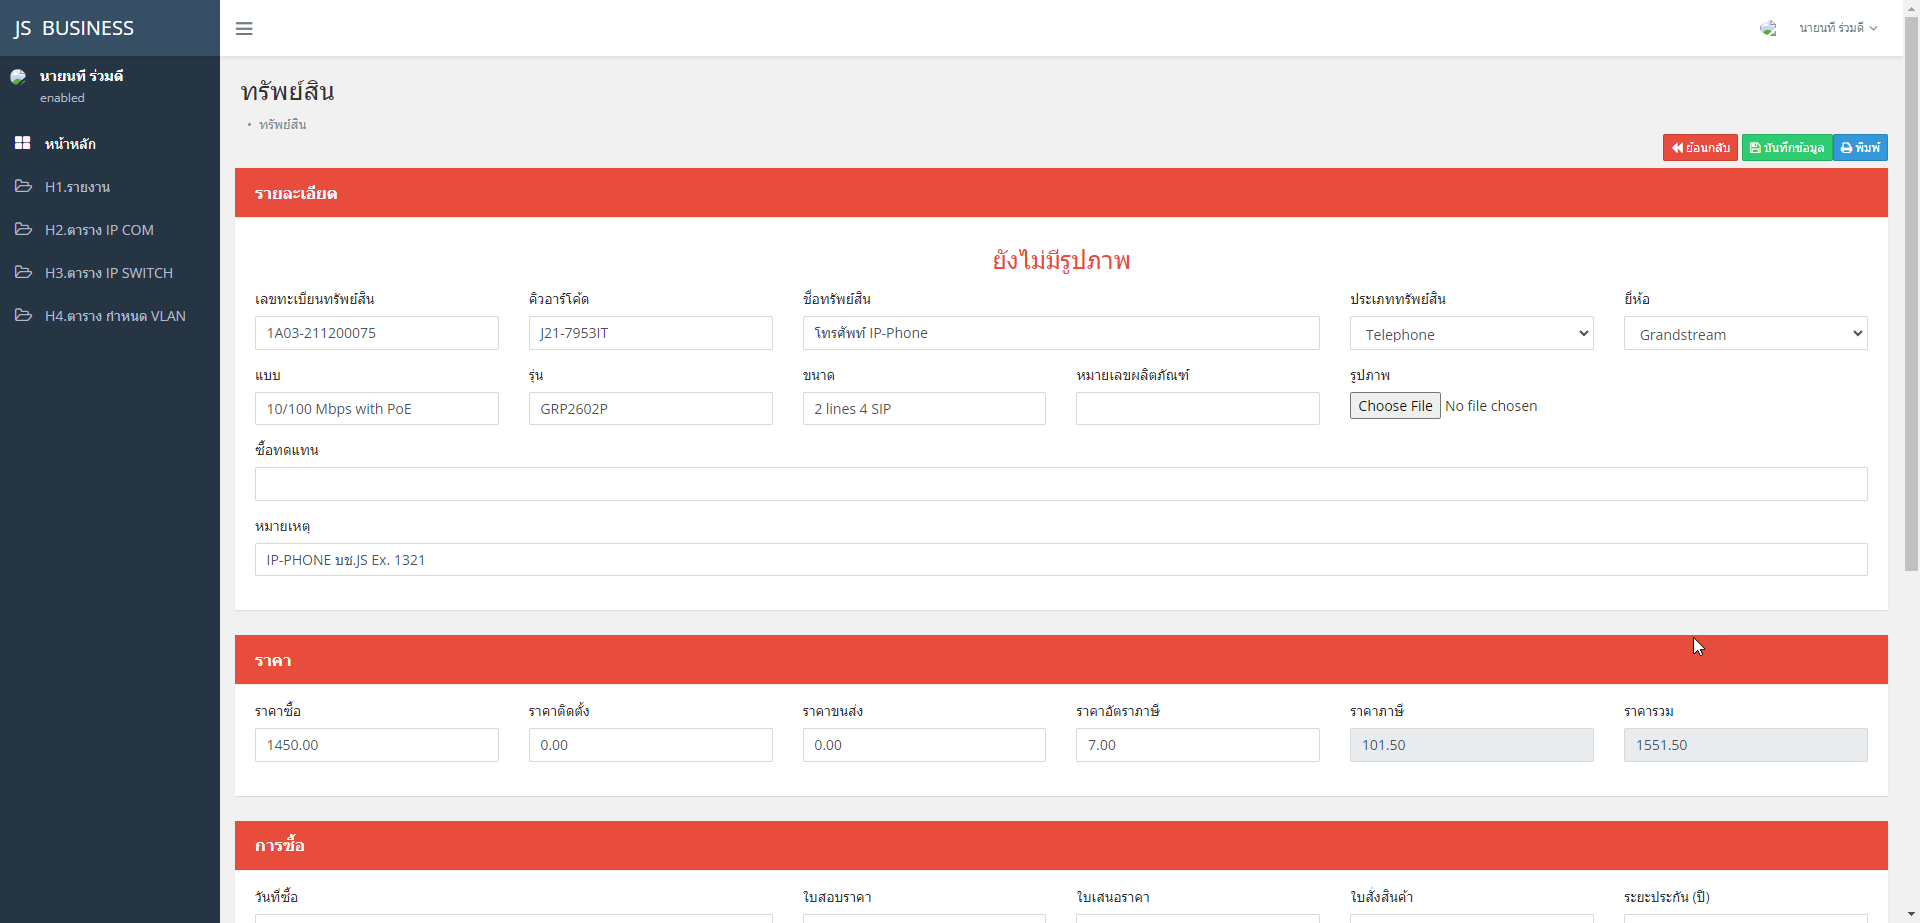 JS BUSINESS
นายนที ร่วมดี
นายนที ร่วมดี
enabled
หน้าหลัก
H1.รายงาน
H2.ตาราง IP COM
H3.ตาราง IP SWITCH
H4.ตาราง กำหนด VLAN
ทรัพย์สิน
• ทรัพย์สิน
ย้อนกลับ บันทึกข้อมูล พิมพ์
รายละเอียด
ยังไม่มีรูปภาพ
เลขทะเบียนทรัพย์สิน คิวอาร์โค้ด ชื่อทรัพย์สิน ประเภททรัพย์สิน ยี่ห้อ
1A03-211200075 J21-7953IT โทรศัพท์ IP-Phone Telephone Grandstream
แบบ รุ่น ขนาด หมายเลขผลิตภัณฑ์ รูปภาพ
10/100 Mbps with PoE GRP2602P 2 lines 4 SIP Choose File No file chosen
ซื้อทดแทน
หมายเหตุ
IP-PHONE บช.JS Ex. 1321
ราคา
ราคาซื้อ ราคาติดตั้ง ราคาขนส่ง ราคาอัตราภาษี ราคาภาษี ราคารวม
1450.00 0.00 0.00 7.00 101.50 1551.50
การซื้อ
วันที่ซื้อ ใบสอบราคา ใบเสนอราคา ใบสั่งสินค้า ระยะประกัน (ปี)